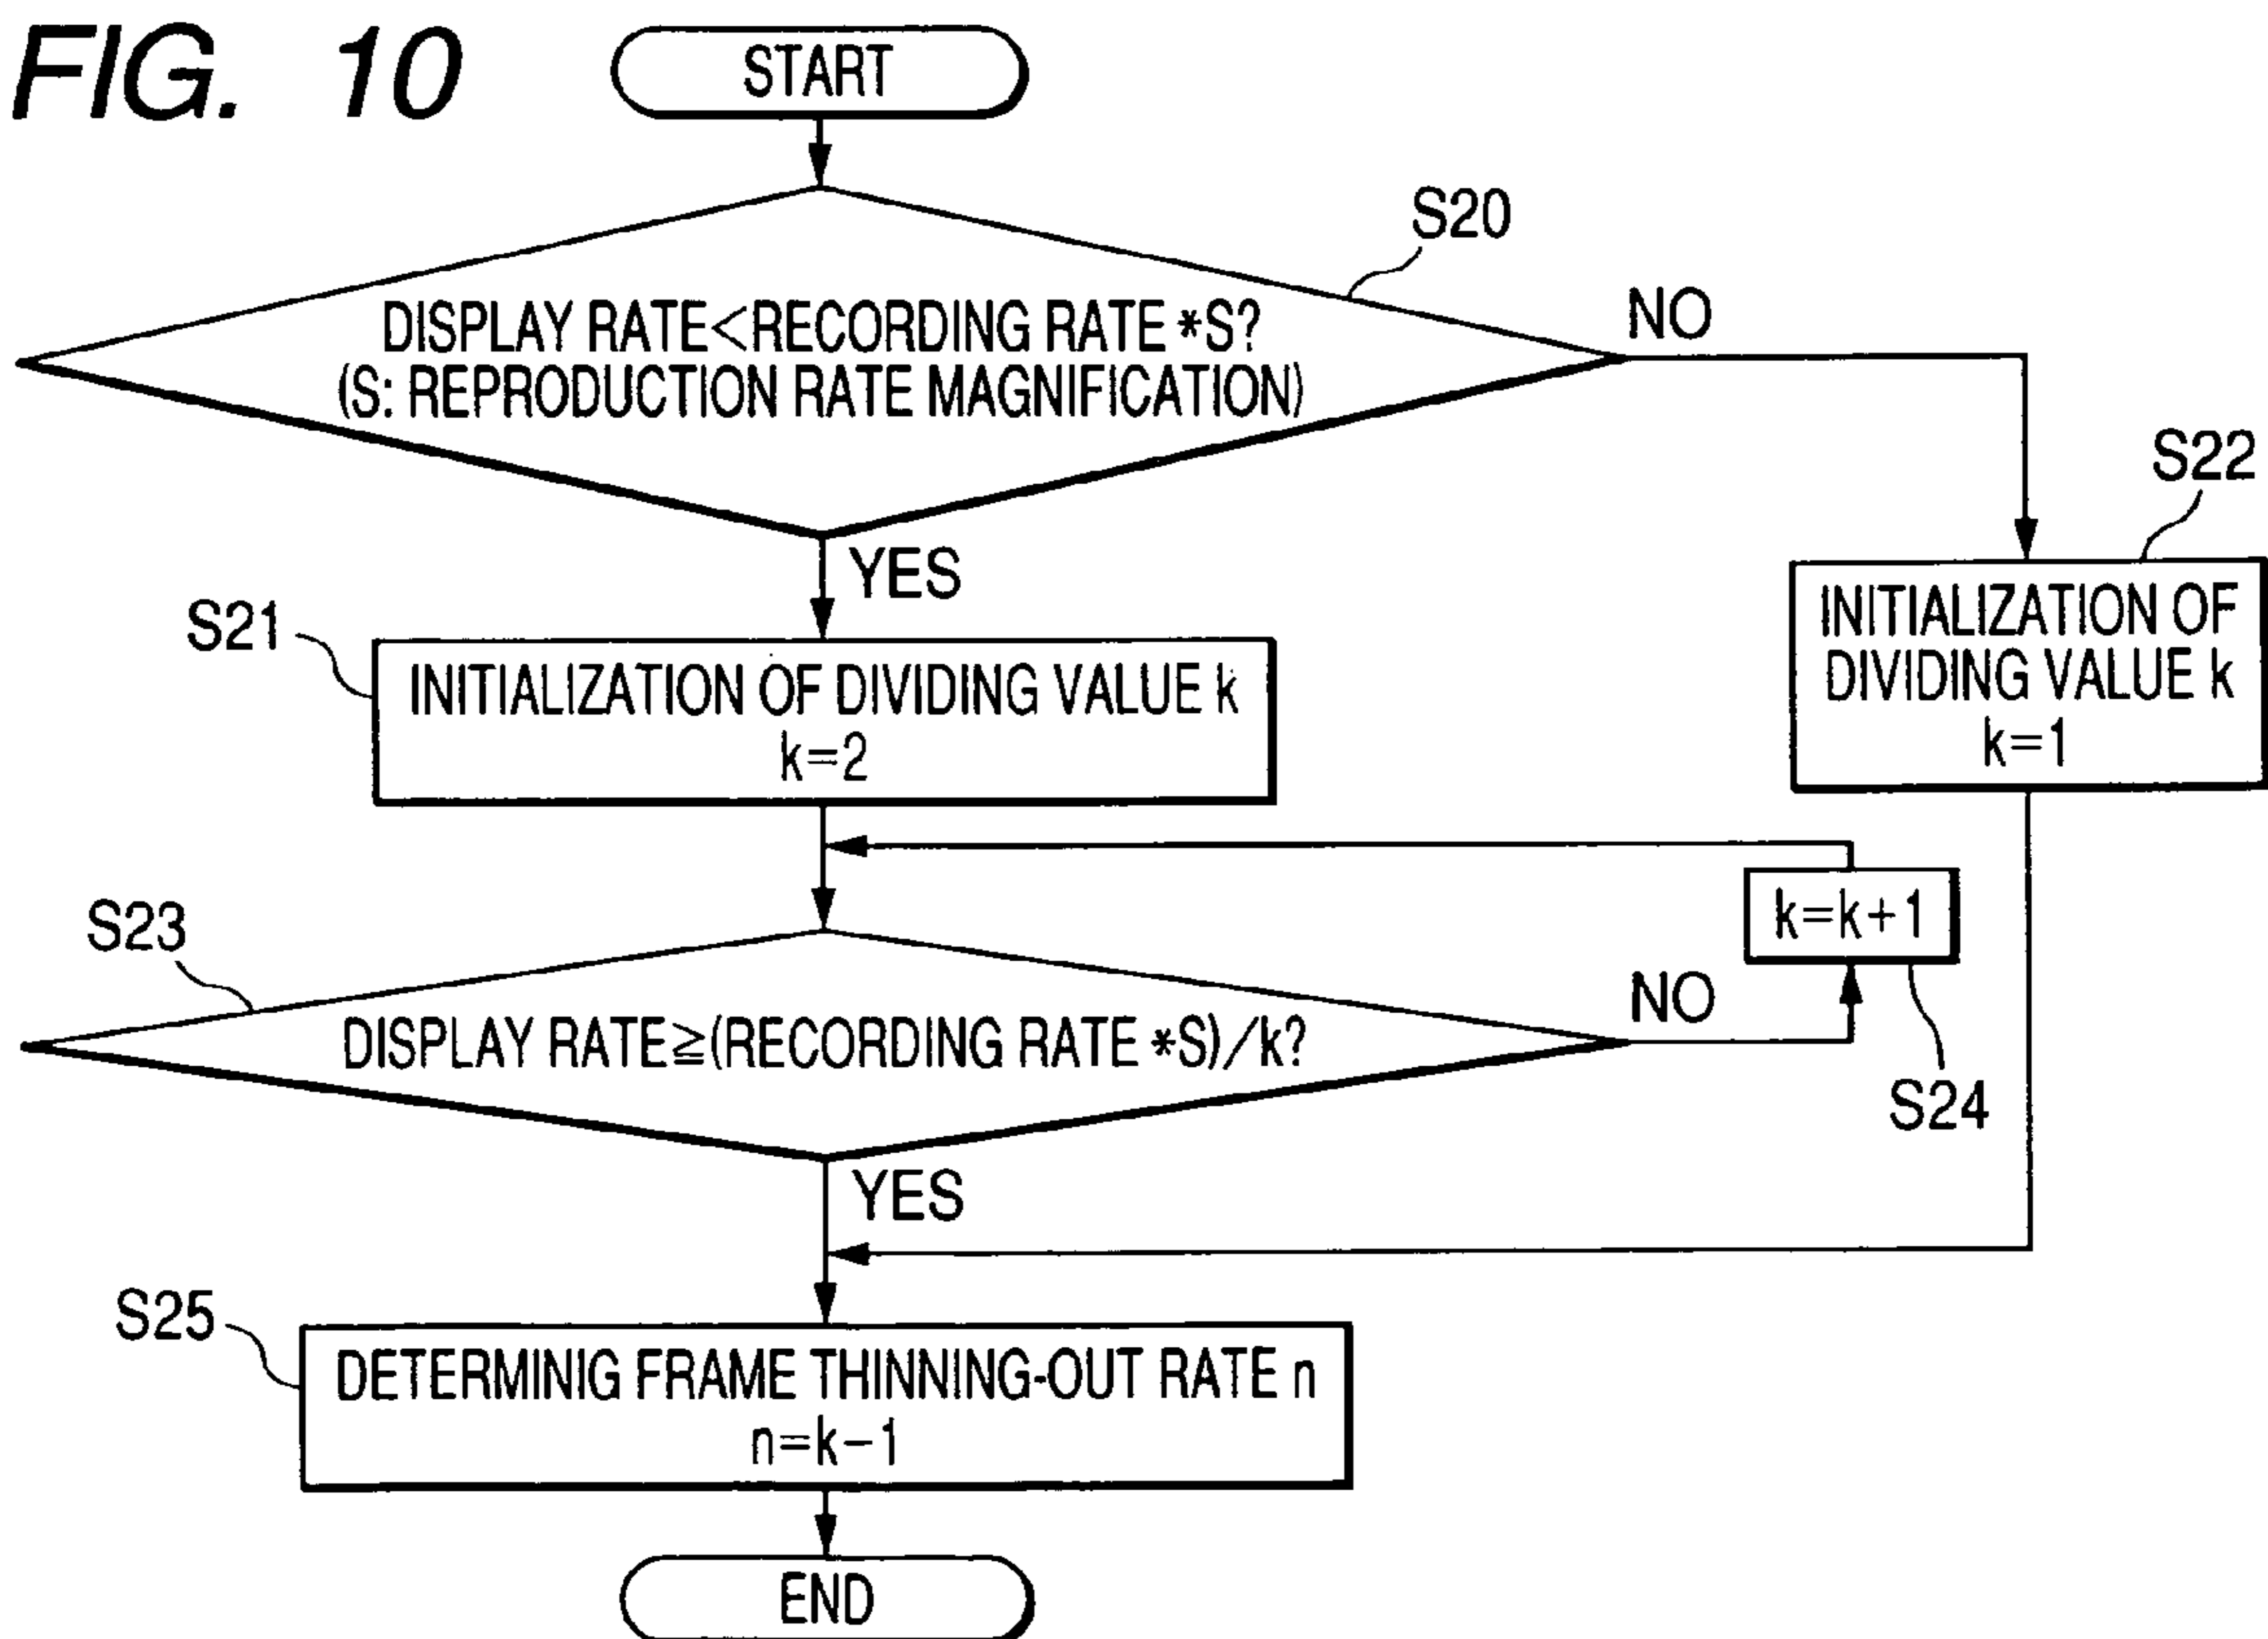 FIG. 10
START
S20
DISPLAY RATE<RECORDING RATE *S?
(S: REPRODUCTION RATE MAGNIFICATION)
NO
YES
S22
INITIALIZATION OF
DIVIDING VALUE k
k=1
S21
INITIALIZATION OF DIVIDING VALUE k
k=2
k=k+1
S23
DISPLAY RATE≧(RECORDING RATE *S)/k?
NO
S24
YES
S25
DETERMINIG FRAME THINNING-OUT RATE n
n=k−1
END